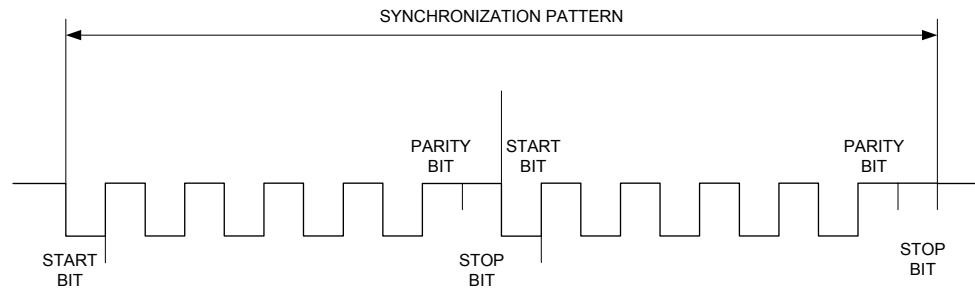 SYNCHRONIZATION PATTERN
PARITY
BIT
START
BIT
PARITY
BIT
START
BIT
STOP
BIT
STOP
BIT